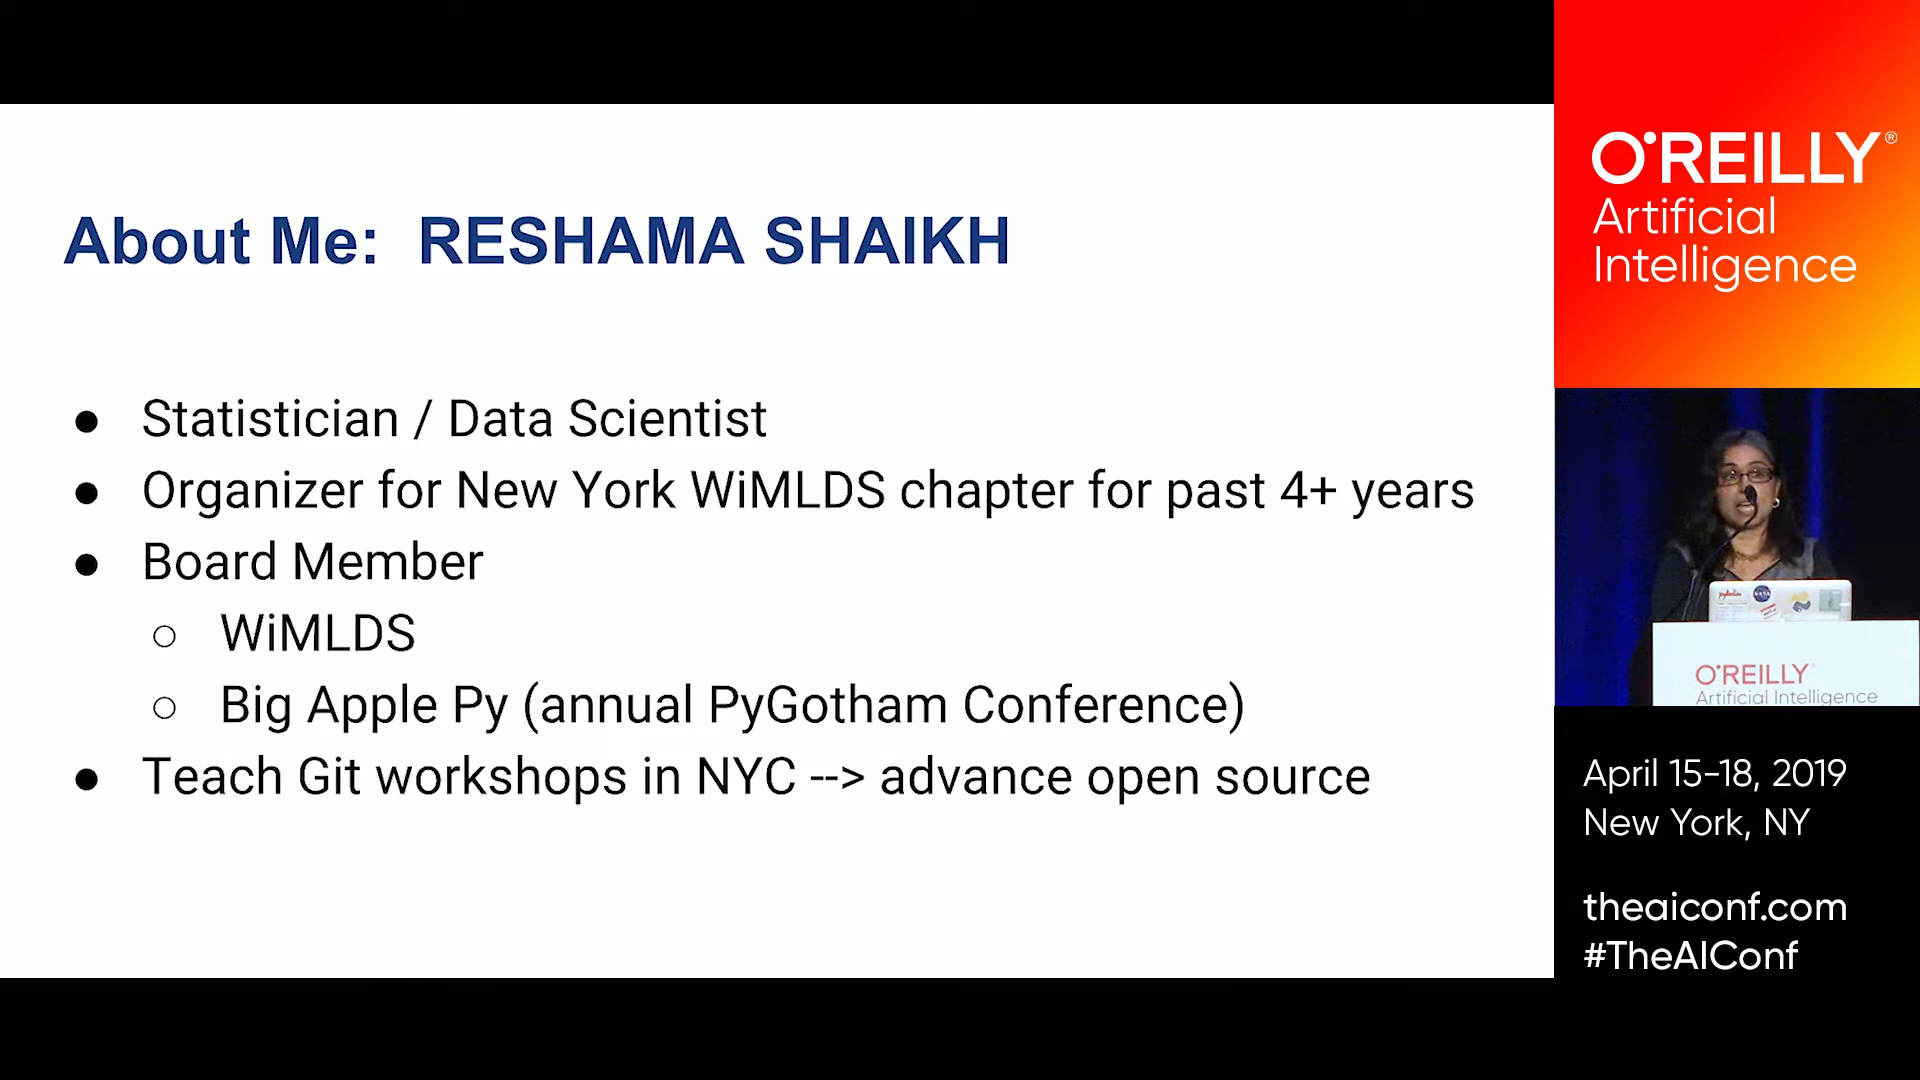 About Me: RESHAMA SHAIKH
● Statistician / Data Scientist
● Organizer for New York WiMLDS chapter for past 4+ years
● Board Member
○ WiMLDS
○ Big Apple Py (annual PyGotham Conference)
● Teach Git workshops in NYC --> advance open source
O'REILLY®
Artificial
Intelligence
NASA
O'REILLY
Artificial Intelligence
April 15-18, 2019
New York, NY
theaiconf.com
#TheAIConf